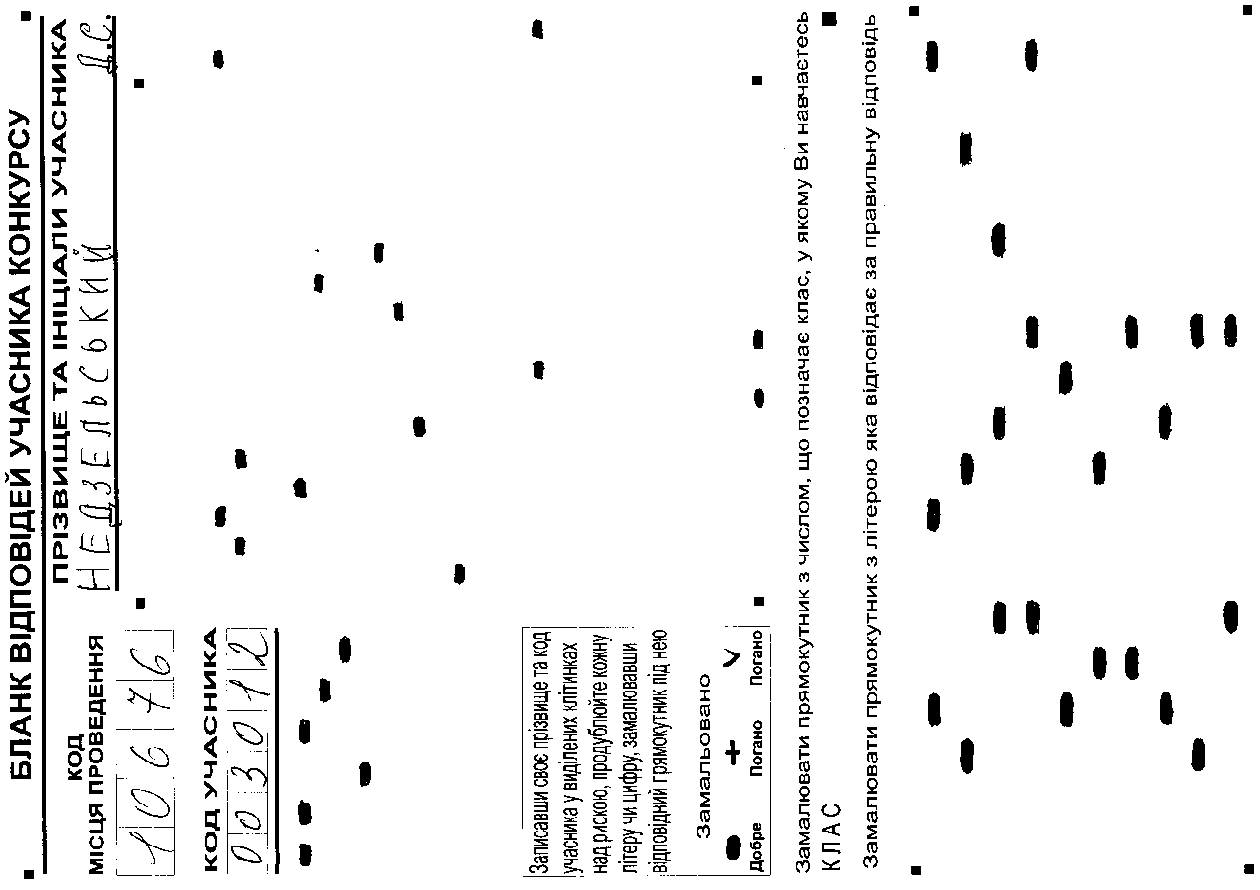 БЛАНК ВІДПОВІДЕЙ УЧАСНИКА КОНКУРСУ
КОД
МІСЦЯ ПРОВЕДЕННЯ
10676
КОД УЧАСНИКА
003012
ПРІЗВИЩЕ ТА ІНІЦІАЛИ УЧАСНИКА
НЕДЗЕЛЬСЬКИЙ Д.С.
Записавши своє прізвище та код
учасника у виділених клітинках
над рискою, продублюйте кожну
літеру чи цифру, замалювавши
відповідний прямокутник під нею
Замальовано
Добре Погано Погано
Замалювати прямокутник з числом, що позначає клас, у якому Ви навчаєтесь
КЛАС
Замалювати прямокутник з літерою яка відповідає за правильну відповідь